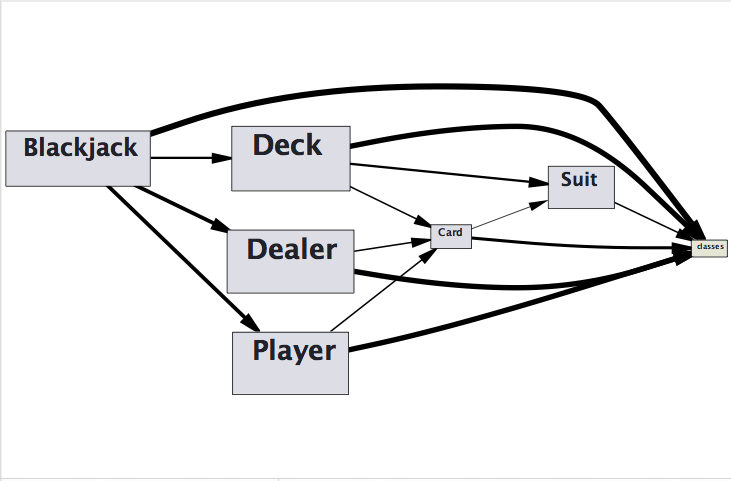 Blackjack
Deck
Suit
Card
classes
Dealer
Player